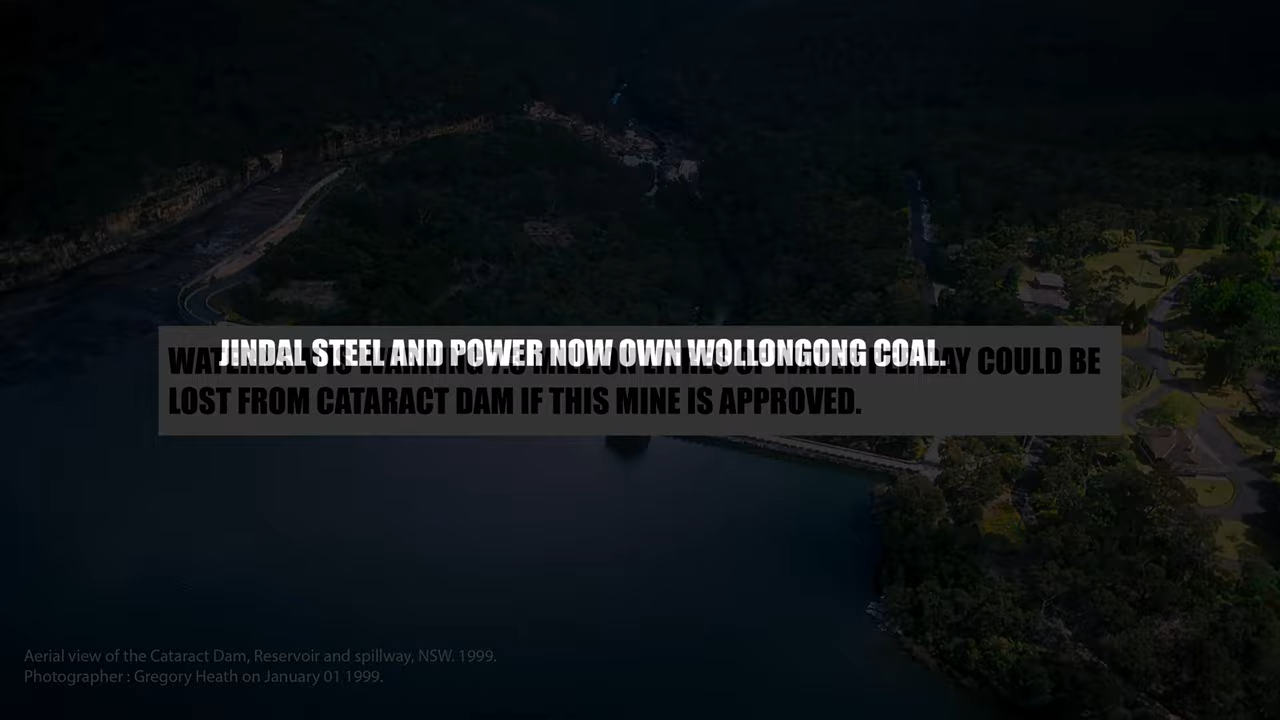 JINDAL STEEL AND POWER NOW OWN WOLLONGONG COAL.
COULD BE
LOST FROM CATARACT DAM IF THIS MINE IS APPROVED.
Aerial view of the Cataract Dam, Reservoir and spillway, NSW. 1999.
Photographer : Gregory Heath on January 01 1999.